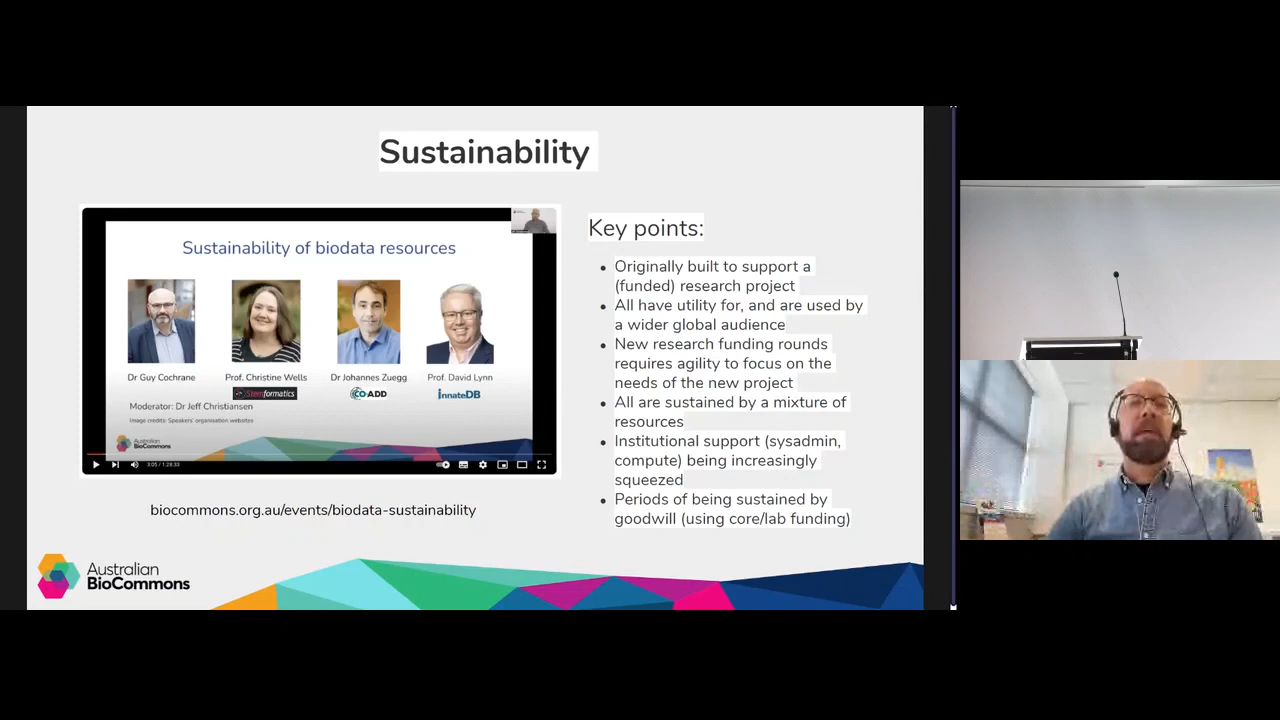 Sustainability
Sustainability of biodata resources
Dr Guy Cochrane
Prof. Christine Wells
Dr Johannes Zuegg
Prof. David Lynn
Stemformatics
CO-ADD
InnateDB
Moderator: Dr Jeff Christiansen
Image credits: Speakers' organisation websites
Australian
BioCommons
3:05 / 1:28:33
biocommons.org.au/events/biodata-sustainability
Key points:
• Originally built to support a
(funded) research project
• All have utility for, and are used by
a wider global audience
• New research funding rounds
requires agility to focus on the
needs of the new project
• All are sustained by a mixture of
resources
• Institutional support (sysadmin,
compute) being increasingly
squeezed
• Periods of being sustained by
goodwill (using core/lab funding)
Australian
BioCommons